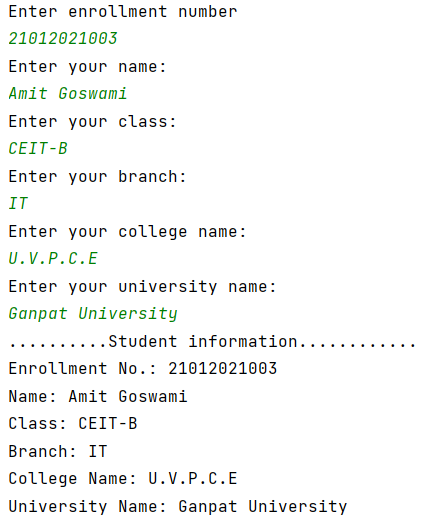 Enter enrollment number
21012021003
Enter your name:
Amit Goswami
Enter your class:
CEIT-B
Enter your branch:
IT
Enter your college name:
U.V.P.C.E
Enter your university name:
Ganpat University
..........Student information............
Enrollment No.: 21012021003
Name: Amit Goswami
Class: CEIT-B
Branch: IT
College Name: U.V.P.C.E
University Name: Ganpat University